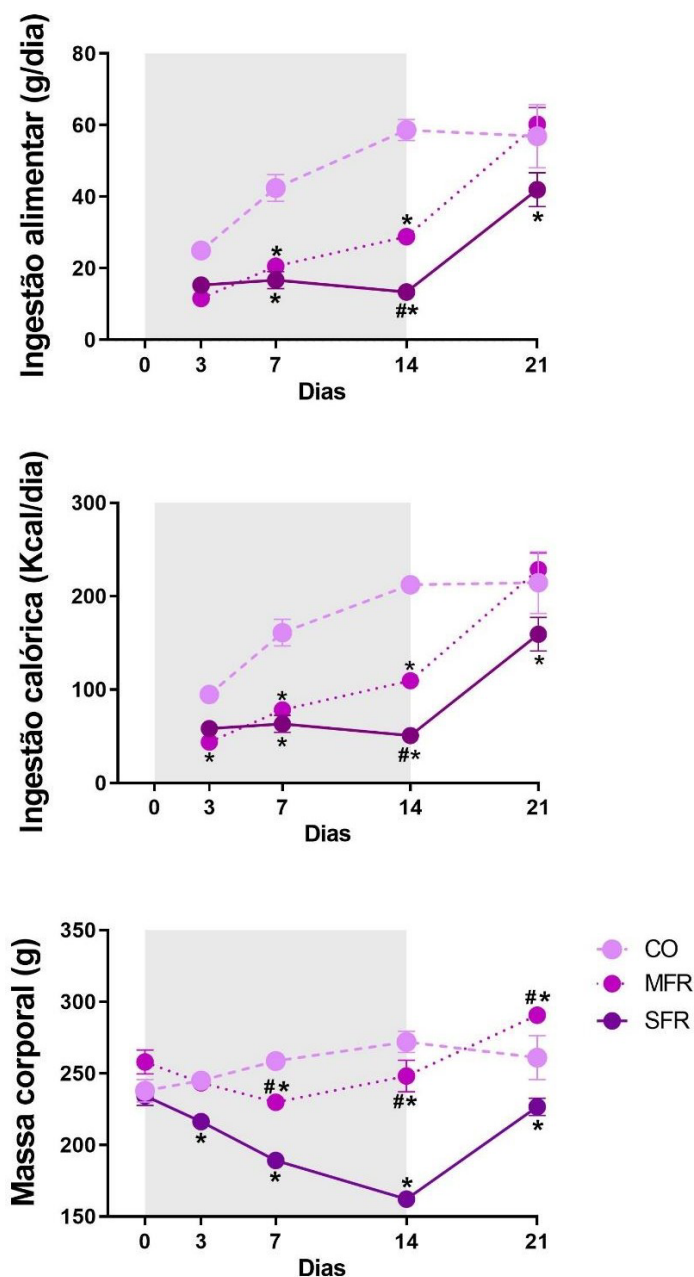 Ingestão alimentar (g/dia)
80
60
40
20
0
*
*
*
#*
*
0 3 7 14 21
Dias
Ingestão calórica (Kcal/dia)
300
200
100
0
*
*
*
*
#*
*
0 3 7 14 21
Dias
Massa corporal (g)
350
300
250
200
150
#*
#*
#*
*
*
*
*
0 3 7 14 21
Dias
CO
MFR
SFR